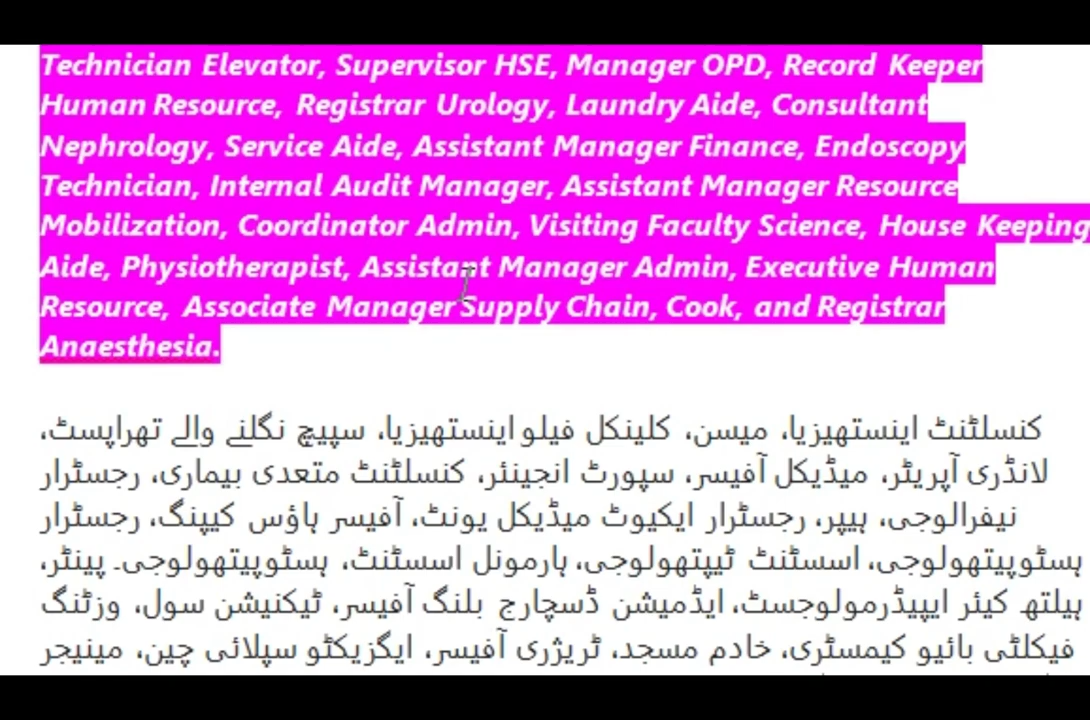 Technician Elevator, Supervisor HSE, Manager OPD, Record Keeper
Human Resource, Registrar Urology, Laundry Aide, Consultant
Nephrology, Service Aide, Assistant Manager Finance, Endoscopy
Technician, Internal Audit Manager, Assistant Manager Resource
Mobilization, Coordinator Admin, Visiting Faculty Science, House Keeping
Aide, Physiotherapist, Assistant Manager Admin, Executive Human
Resource, Associate Manager Supply Chain, Cook, and Registrar
Anaesthesia.
کنسلٹنٹ اینستھیزیا، میسن، کلینکل فیلو اینستھیزیا، سپیچ نگلنے والے تھراپسٹ،
لانڈری آپریٹر، میڈیکل آفیسر، سپورٹ انجینئر، کنسلٹنٹ متعدی بیماری، رجسٹرار
نیفرالوجی، ہیپر، رجسٹرار ایکیوٹ میڈیکل یونٹ، آفیسر ہاؤس کیپنگ، رجسٹرار
ہسٹوپیتھولوجی، اسسٹنٹ ٹیپتھولوجی، ہارمونل اسسٹنٹ، ہسٹوپیتھولوجی۔ پینٹر،
ہیلتھ کیئر ایپیڈرمولوجسٹ، ایڈمیشن ڈسچارج بلنگ آفیسر، ٹیکنیشن سول، وزٹنگ
فیکلٹی بائیو کیمسٹری، خادم مسجد، ٹریژری آفیسر، ایگزیکٹو سپلائی چین، مینیجر